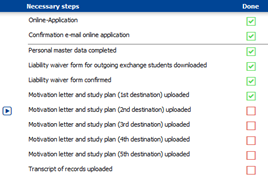 Necessary steps Done
Online-Application
Confirmation e-mail online application
Personal master data completed
Liability waiver form for outgoing exchange students downloaded
Liability waiver form confirmed
Motivation letter and study plan (1st destination) uploaded
Motivation letter and study plan (2nd destination) uploaded
Motivation letter and study plan (3rd destination) uploaded
Motivation letter and study plan (4th destination) uploaded
Motivation letter and study plan (5th destination) uploaded
Transcript of records uploaded